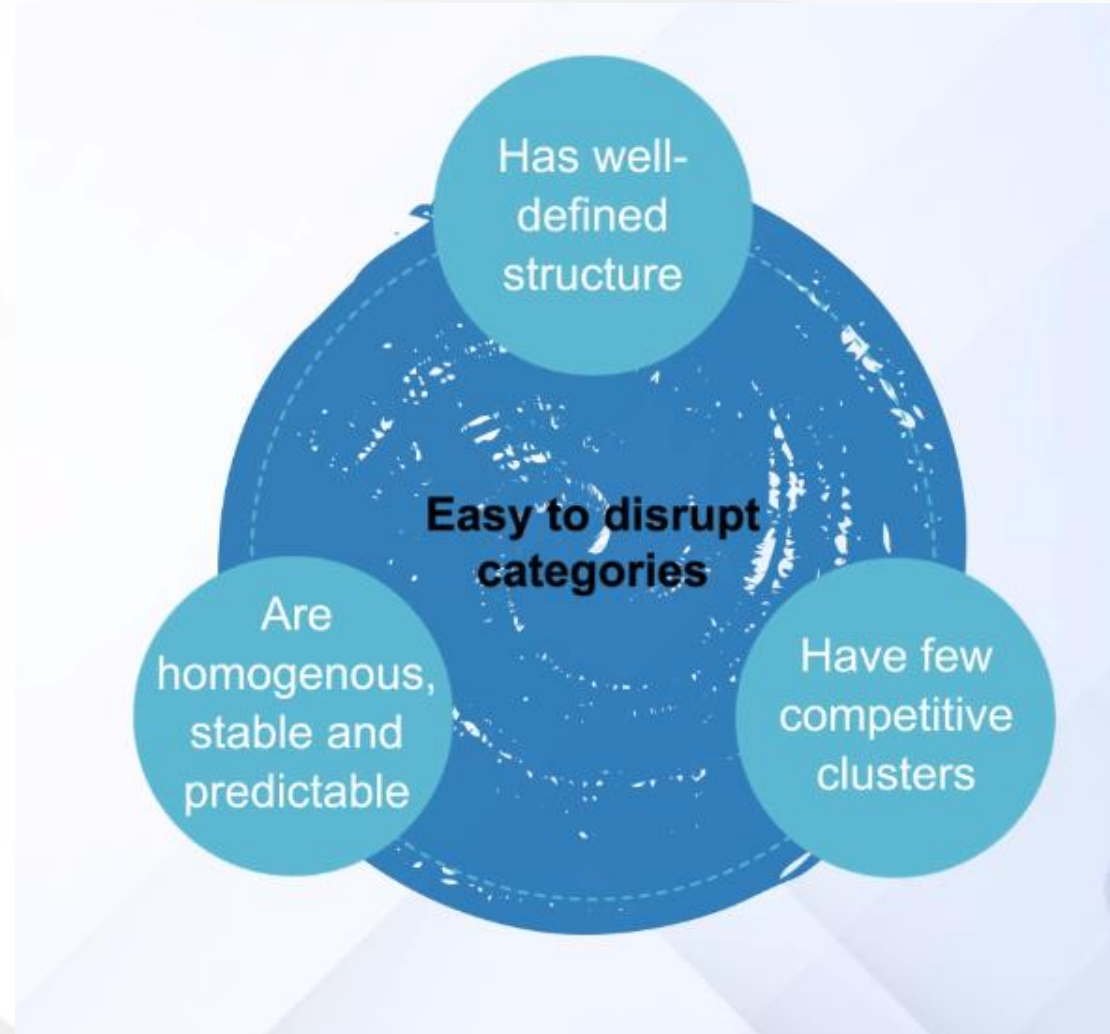 Has well-
defined
structure
Easy to disrupt
categories
Are
homogenous,
stable and
predictable
Have few
competitive
clusters